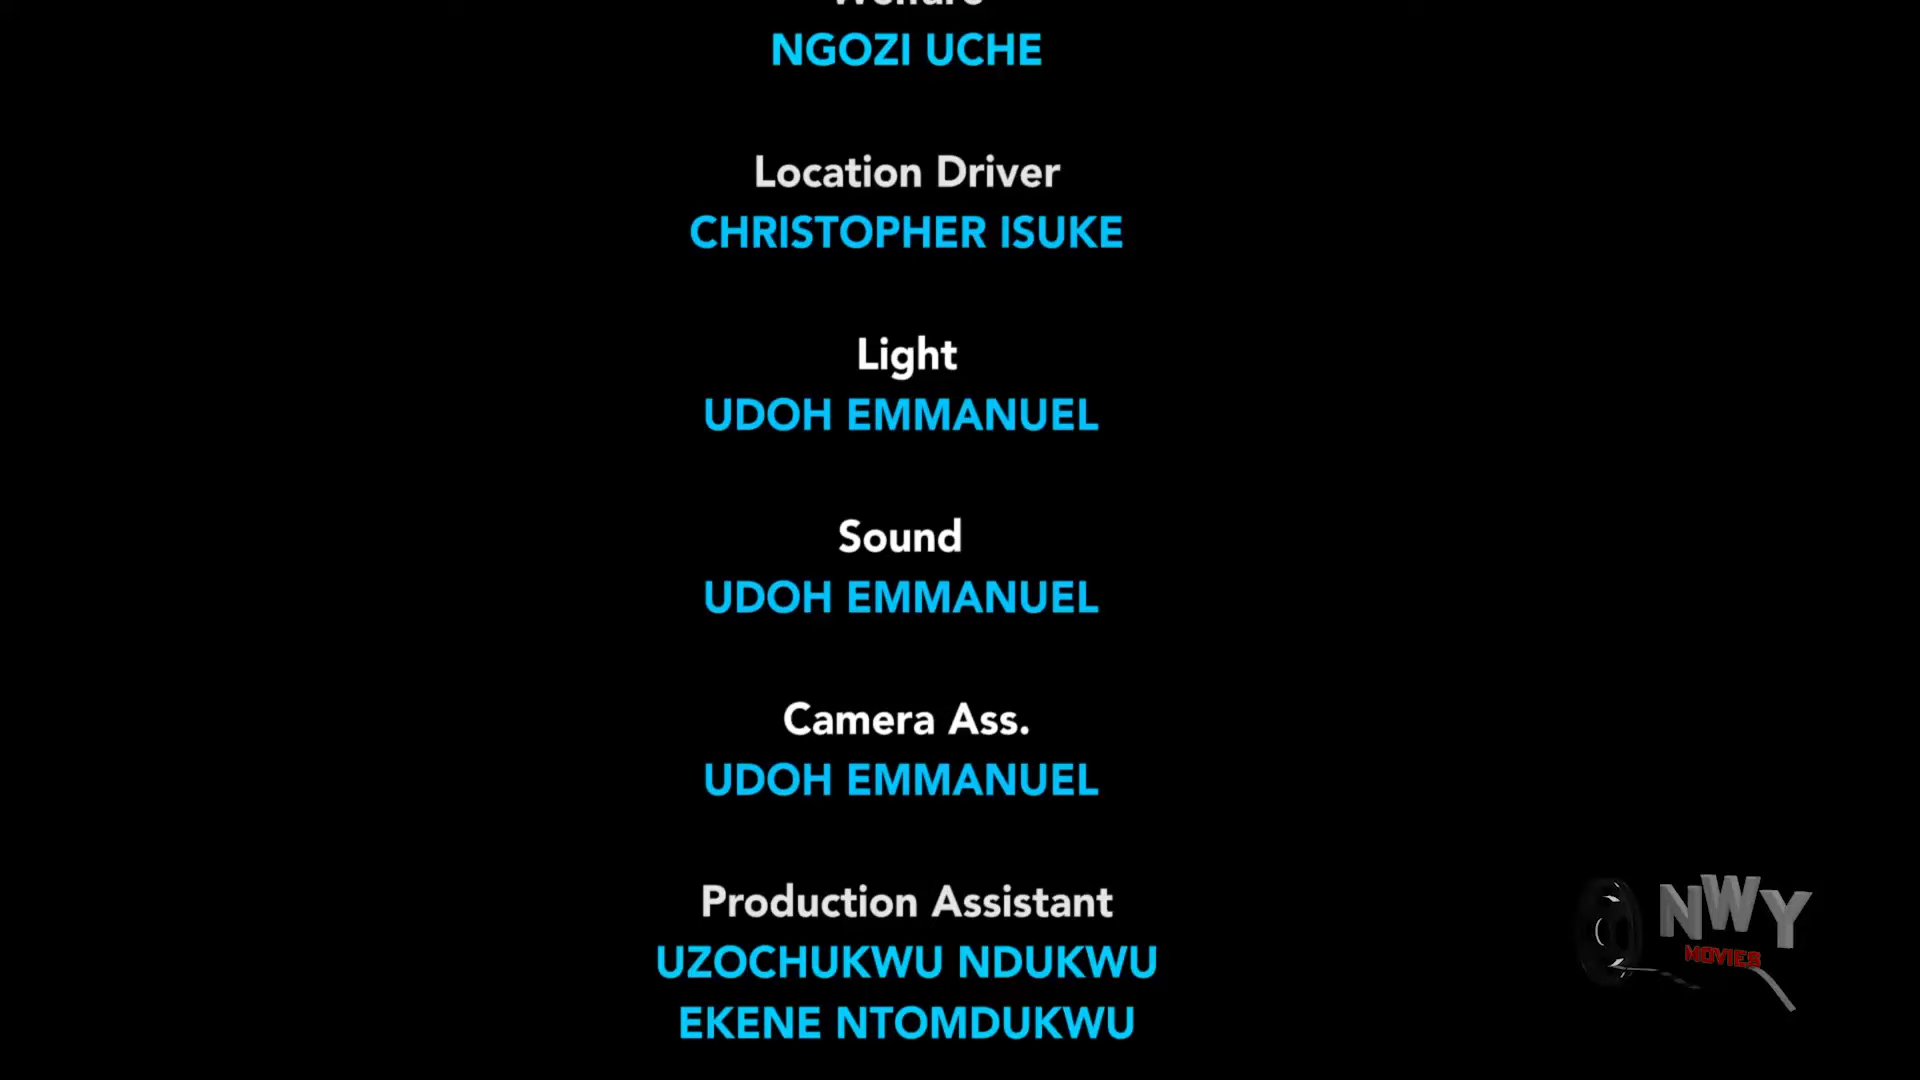 Welfare
NGOZI UCHE
Location Driver
CHRISTOPHER ISUKE
Light
UDOH EMMANUEL
Sound
UDOH EMMANUEL
Camera Ass.
UDOH EMMANUEL
Production Assistant
UZOCHUKWU NDUKWU
EKENE NTOMDUKWU
NWY
MOVIES